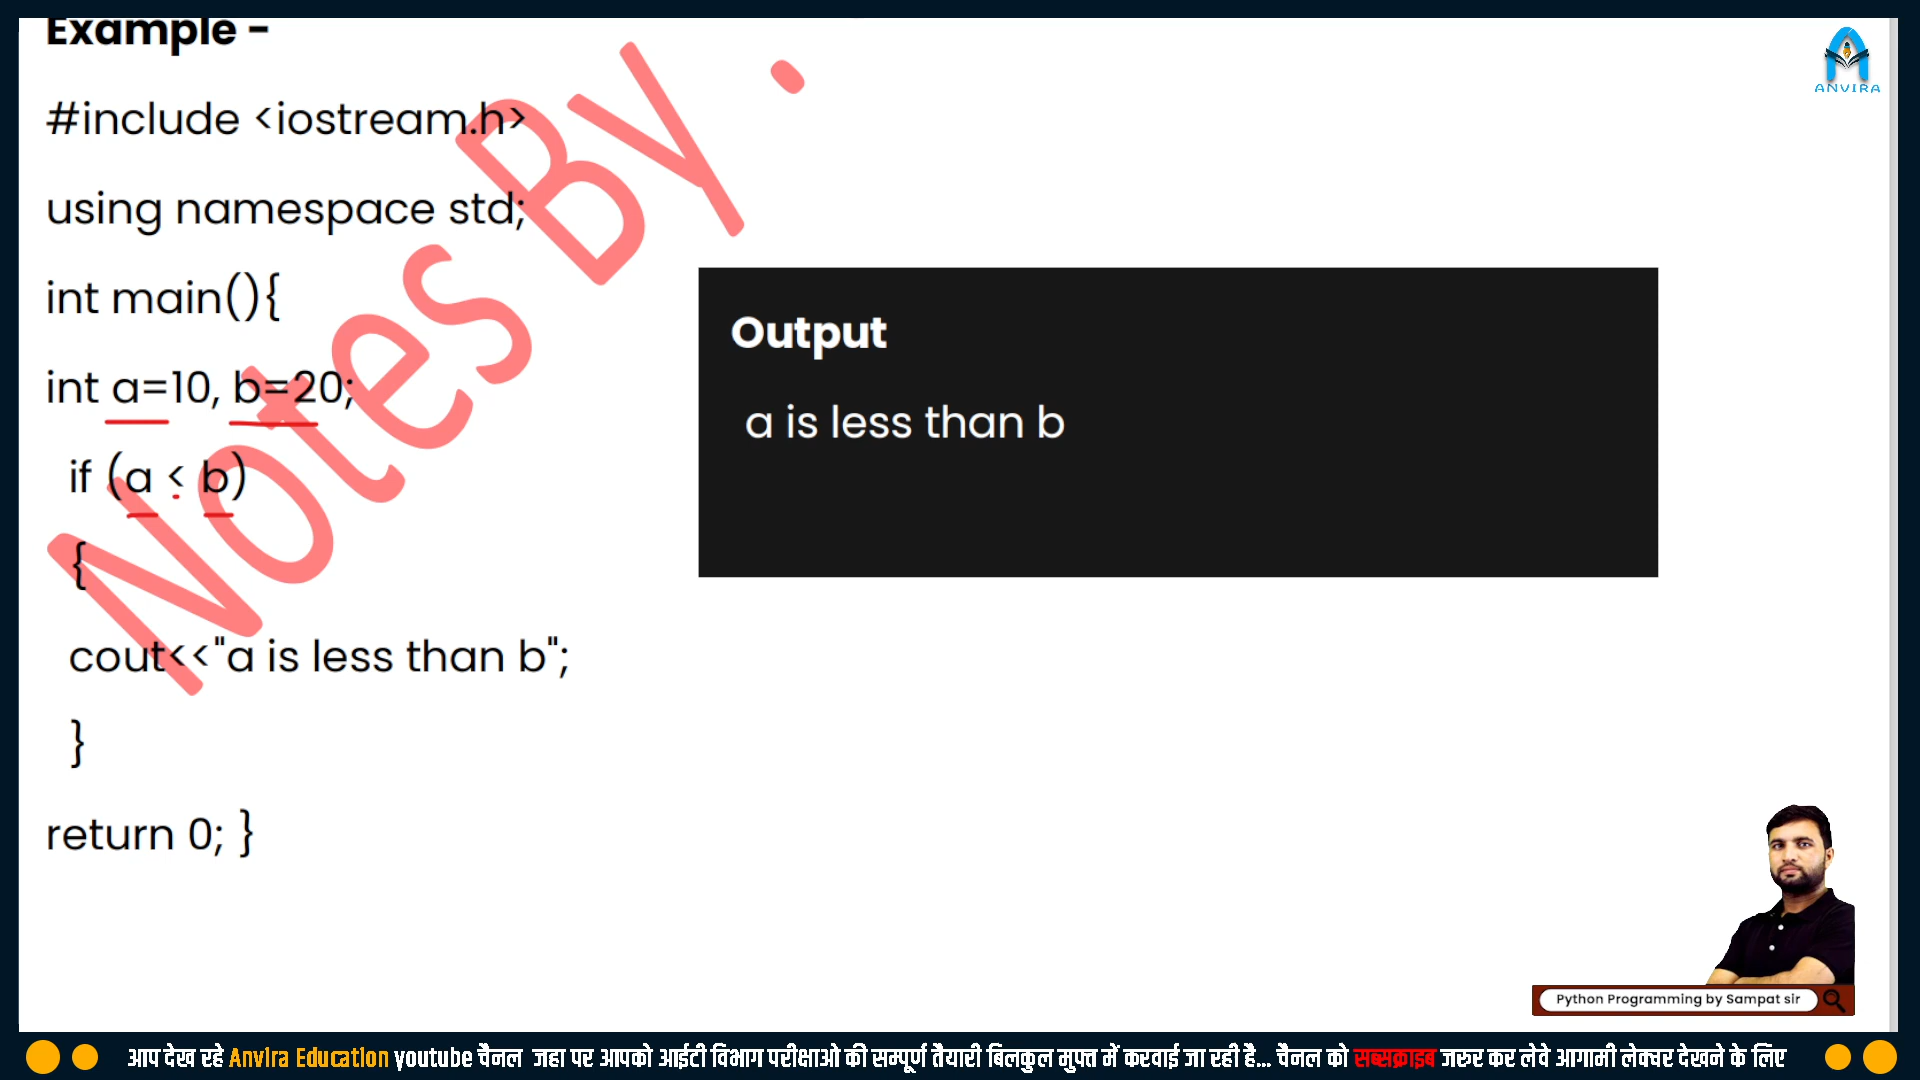 Example -
ANVIRA
#include <iostream.h>
using namespace std;
int main(){
int a=10, b=20;
if (a < b)
{
cout<<"a is less than b";
}
return 0; }
Notes By .
Output
a is less than b
Python Programming by Sampat sir
आप देख रहे Anvira Education youtube चैनल जहा पर आपको आईटी विभाग परीक्षाओ की सम्पूर्ण तैयारी बिलकुल मुफ्त में करवाई जा रही है... चैनल को सब्सक्राइब जरुर कर लेवे आगामी लेक्चर देखने के लिए